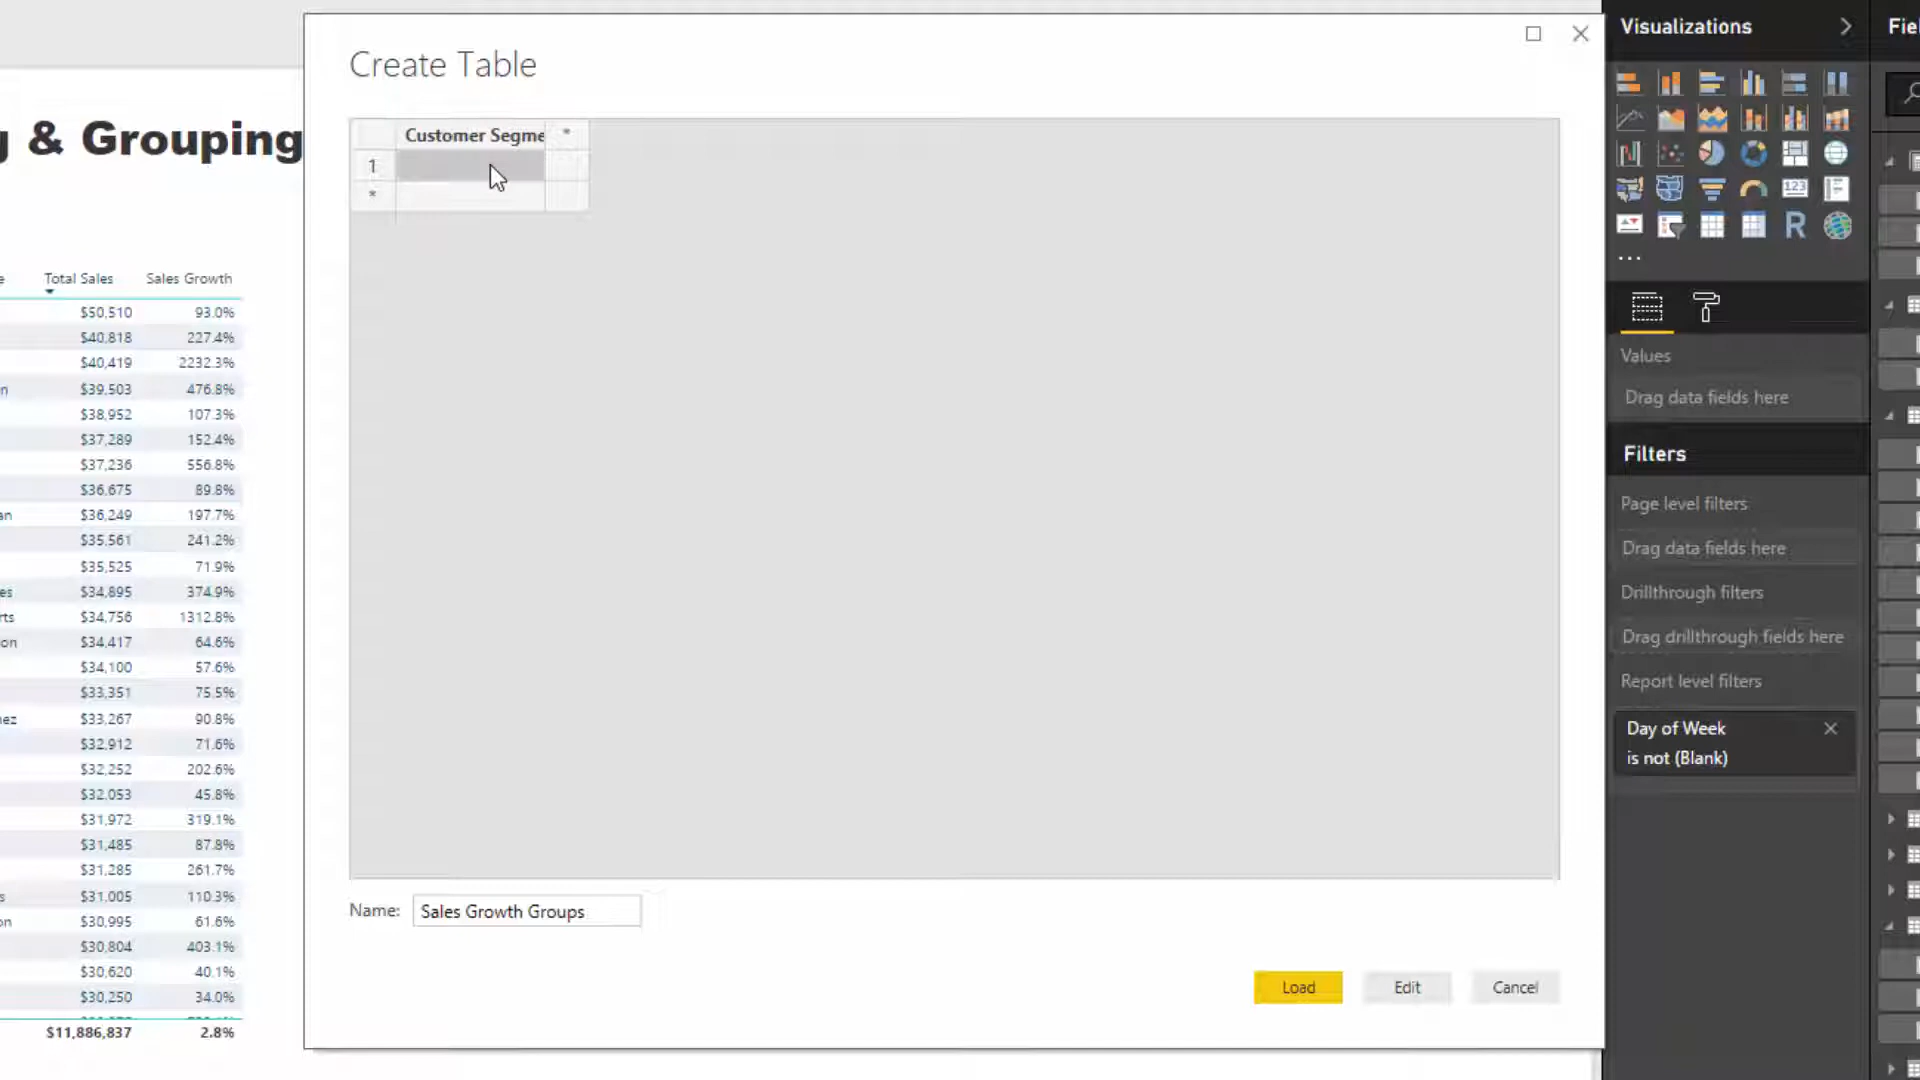 Create Table
Customer Segme *
1
*
Name: Sales Growth Groups
Load Edit Cancel
& Grouping
Total Sales Sales Growth
$50,510 93.0%
$40,818 227.4%
$40,419 2232.3%
n $39,503 476.8%
$38,952 107.3%
$37,289 152.4%
$37,236 556.8%
$36,675 89.8%
an $36,249 197.7%
$35,561 241.2%
$35,525 71.9%
es $34,895 374.9%
rts $34,756 1312.8%
on $34,417 64.6%
$34,100 57.6%
$33,351 75.5%
nez $33,267 90.8%
$32,912 71.6%
$32,252 202.6%
$32,053 45.8%
$31,972 319.1%
$31,485 87.8%
$31,285 261.7%
s $31,005 110.3%
on $30,995 61.6%
$30,804 403.1%
$30,620 40.1%
$30,250 34.0%
$11,886,837 2.8%
Visualizations
123
R
Values
Drag data fields here
Filters
Page level filters
Drag data fields here
Drillthrough filters
Drag drillthrough fields here
Report level filters
Day of Week
is not (Blank)
Fiel